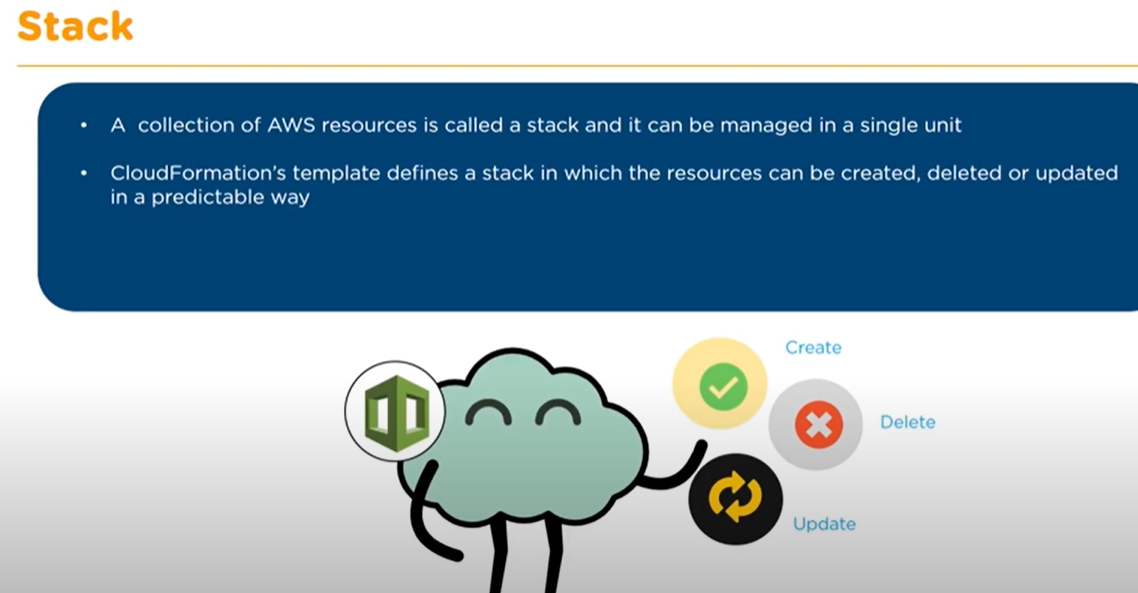 Stack
• A collection of AWS resources is called a stack and it can be managed in a single unit
• CloudFormation's template defines a stack in which the resources can be created, deleted or updated
in a predictable way
Create
Delete
Update